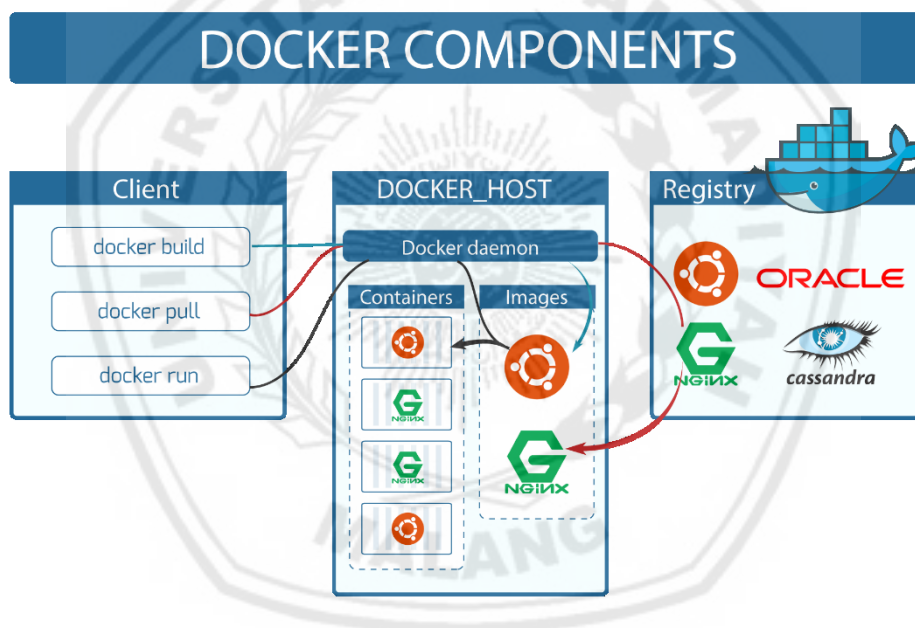 DOCKER COMPONENTS
Client
docker build
docker pull
docker run
DOCKER_HOST
Docker daemon
Containers
Images
NGiNX
NGiNX
NGiNX
Registry
ORACLE
NGiNX
cassandra
MALANG